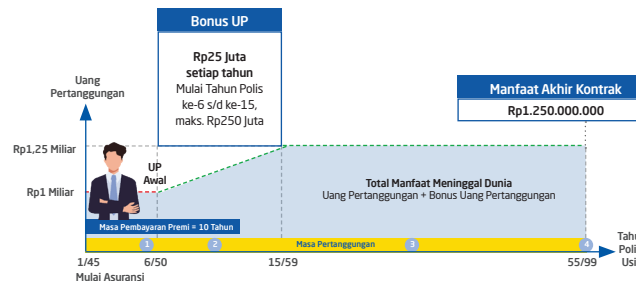 Bonus UP
Rp25 Juta
setiap tahun
Mulai Tahun Polis
ke-6 s/d ke-15,
maks. Rp250 Juta
Uang
Pertanggungan
Manfaat Akhir Kontrak
Rp1.250.000.000
Rp1,25 Miliar
UP
Awal
Rp1 Miliar
Total Manfaat Meninggal Dunia
Uang Pertanggungan + Bonus Uang Pertanggungan
Masa Pembayaran Premi = 10 Tahun
1
2
Masa Pertanggungan
3
4
1/45
6/50
15/59
55/99
Mulai Asuransi